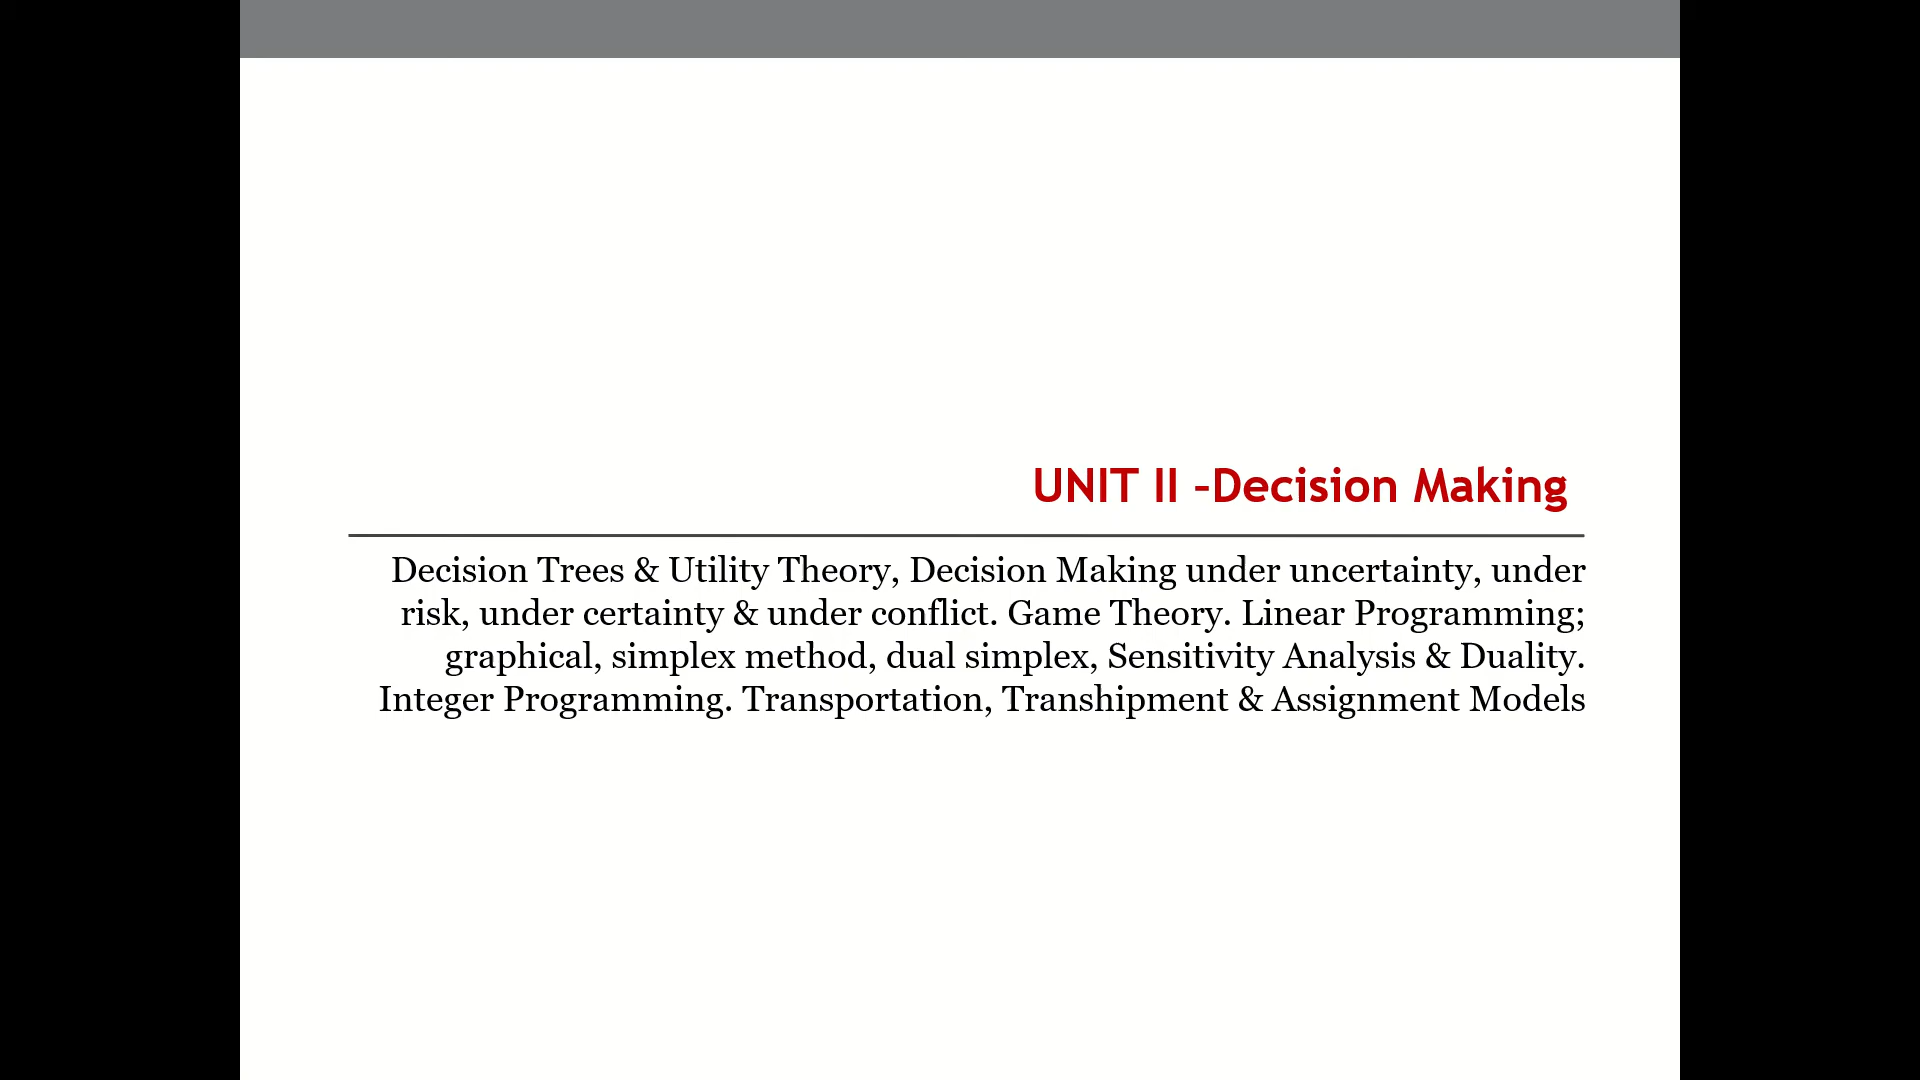 UNIT II –Decision Making
Decision Trees & Utility Theory, Decision Making under uncertainty, under
risk, under certainty & under conflict. Game Theory. Linear Programming;
graphical, simplex method, dual simplex, Sensitivity Analysis & Duality.
Integer Programming. Transportation, Transhipment & Assignment Models